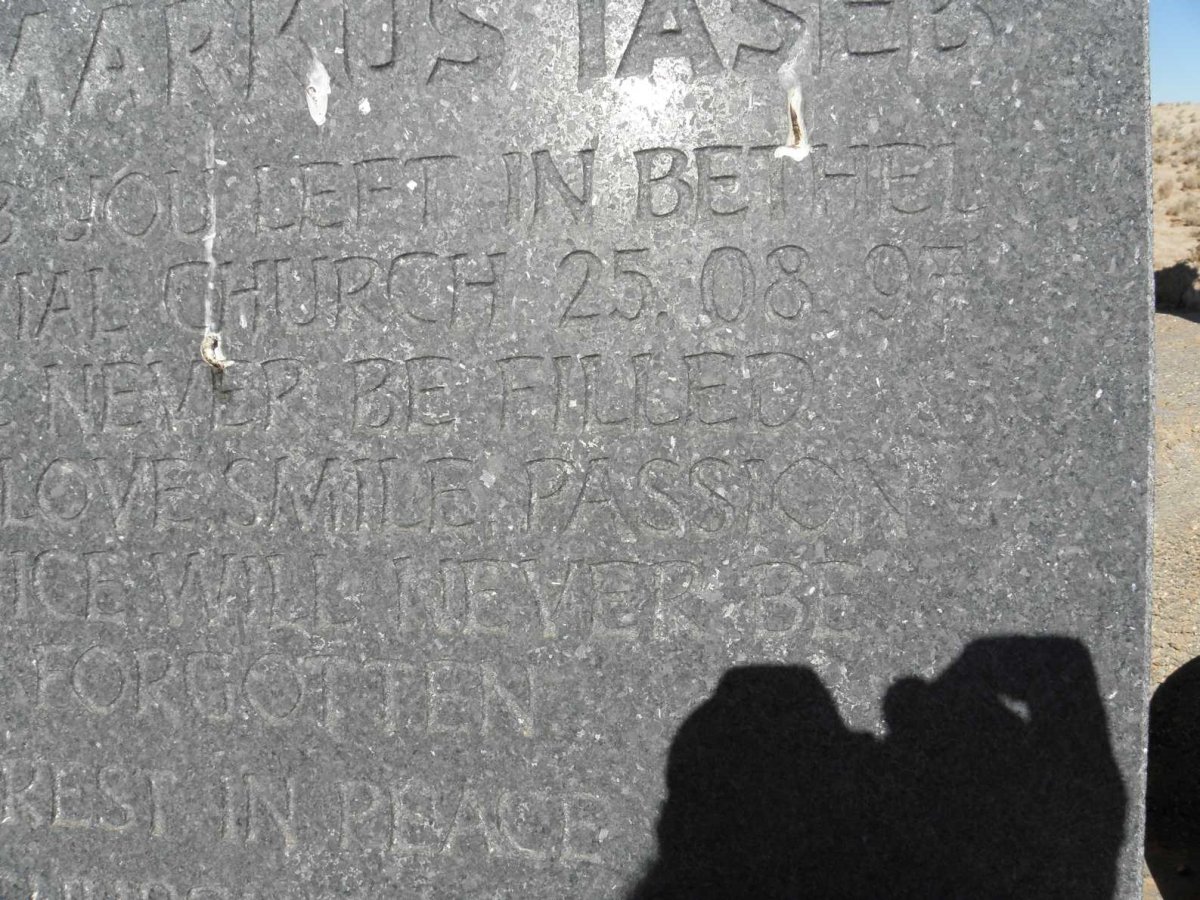 MARKUS TASEB
YOU LEFT IN BETHEL
CHURCH 25.08.97
NEVER BE FILLED
LOVE, SMILE, PASSION
WILL NEVER BE
FORGOTTEN
REST IN PEACE